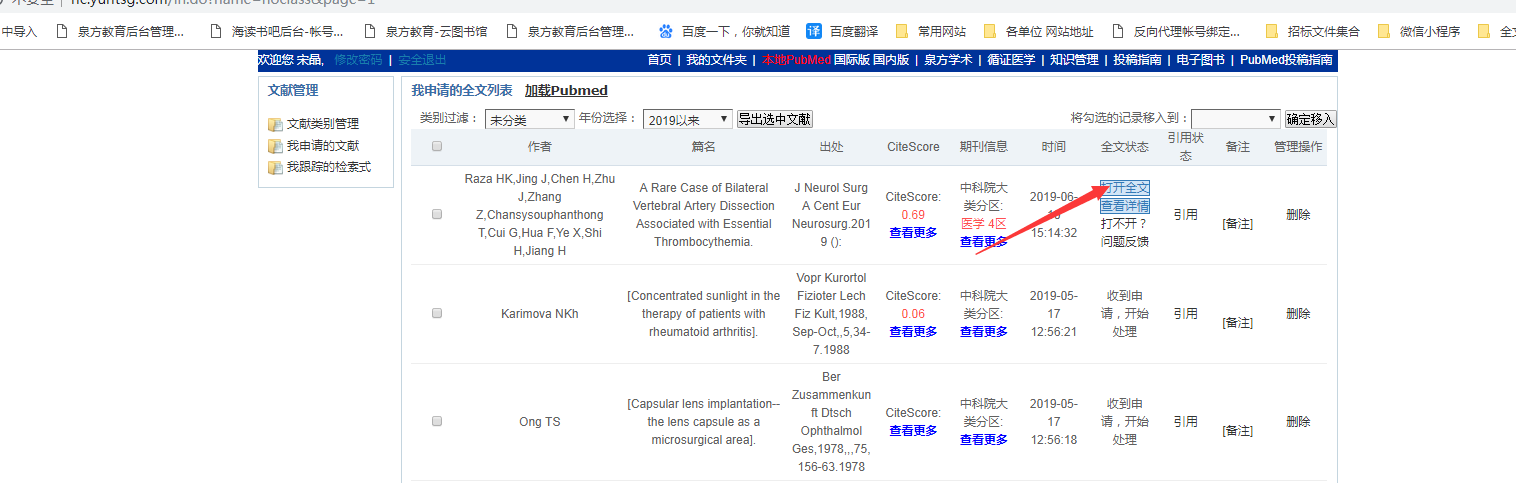 不安全 | nc.yuntsg.com/in.do?name=noclass&page=1
中导入 泉方教育后台管理... 海读书吧后台-帐号... 泉方教育-云图书馆 泉方教育后台管理... 百度一下，你就知道 译 百度翻译 常用网站 各单位 网站地址 反向代理帐号绑定... 招标文件集合 微信小程序 全文
欢迎您 宋晶, 修改密码 | 安全退出 首页 | 我的文件夹 | 本地PubMed 国际版 国内版 | 泉方学术 | 循证医学 | 知识管理 | 投稿指南 | 电子图书 | PubMed投稿指南
文献管理
文献类别管理
我申请的文献
我跟踪的检索式
我申请的全文列表 加载Pubmed
类别过滤： 未分类 年份选择： 2019以来 导出选中文献 将勾选的记录移入到： 确定移入
作者 篇名 出处 CiteScore 期刊信息 时间 全文状态 引用状
态 备注 管理操作
Raza HK,Jing J,Chen H,Zhu
J,Zhang
Z,Chansysouphanthong
T,Cui G,Hua F,Ye X,Shi
H,Jiang H
A Rare Case of Bilateral
Vertebral Artery Dissection
Associated with Essential
Thrombocythemia.
J Neurol Surg
A Cent Eur
Neurosurg.201
9 ():
CiteScore:
0.69
查看更多
中科院大
类分区:
医学 4区
查看更多
2019-06-
15:14:32
打开全文
查看详情
打不开？
问题反馈
引用
[备注]
删除
Karimova NKh
[Concentrated sunlight in the
therapy of patients with
rheumatoid arthritis].
Vopr Kurortol
Fizioter Lech
Fiz Kult,1988,
Sep-Oct,,5,34-
7.1988
CiteScore:
0.06
查看更多
中科院大
类分区:
查看更多
2019-05-
17
12:56:21
收到申
请，开始
处理
引用
[备注]
删除
Ong TS
[Capsular lens implantation--
the lens capsule as a
microsurgical area].
Ber
Zusammenkun
ft Dtsch
Ophthalmol
Ges,1978,,,75,
156-63.1978
CiteScore:
查看更多
中科院大
类分区:
查看更多
2019-05-
17
12:56:18
收到申
请，开始
处理
引用
[备注]
删除